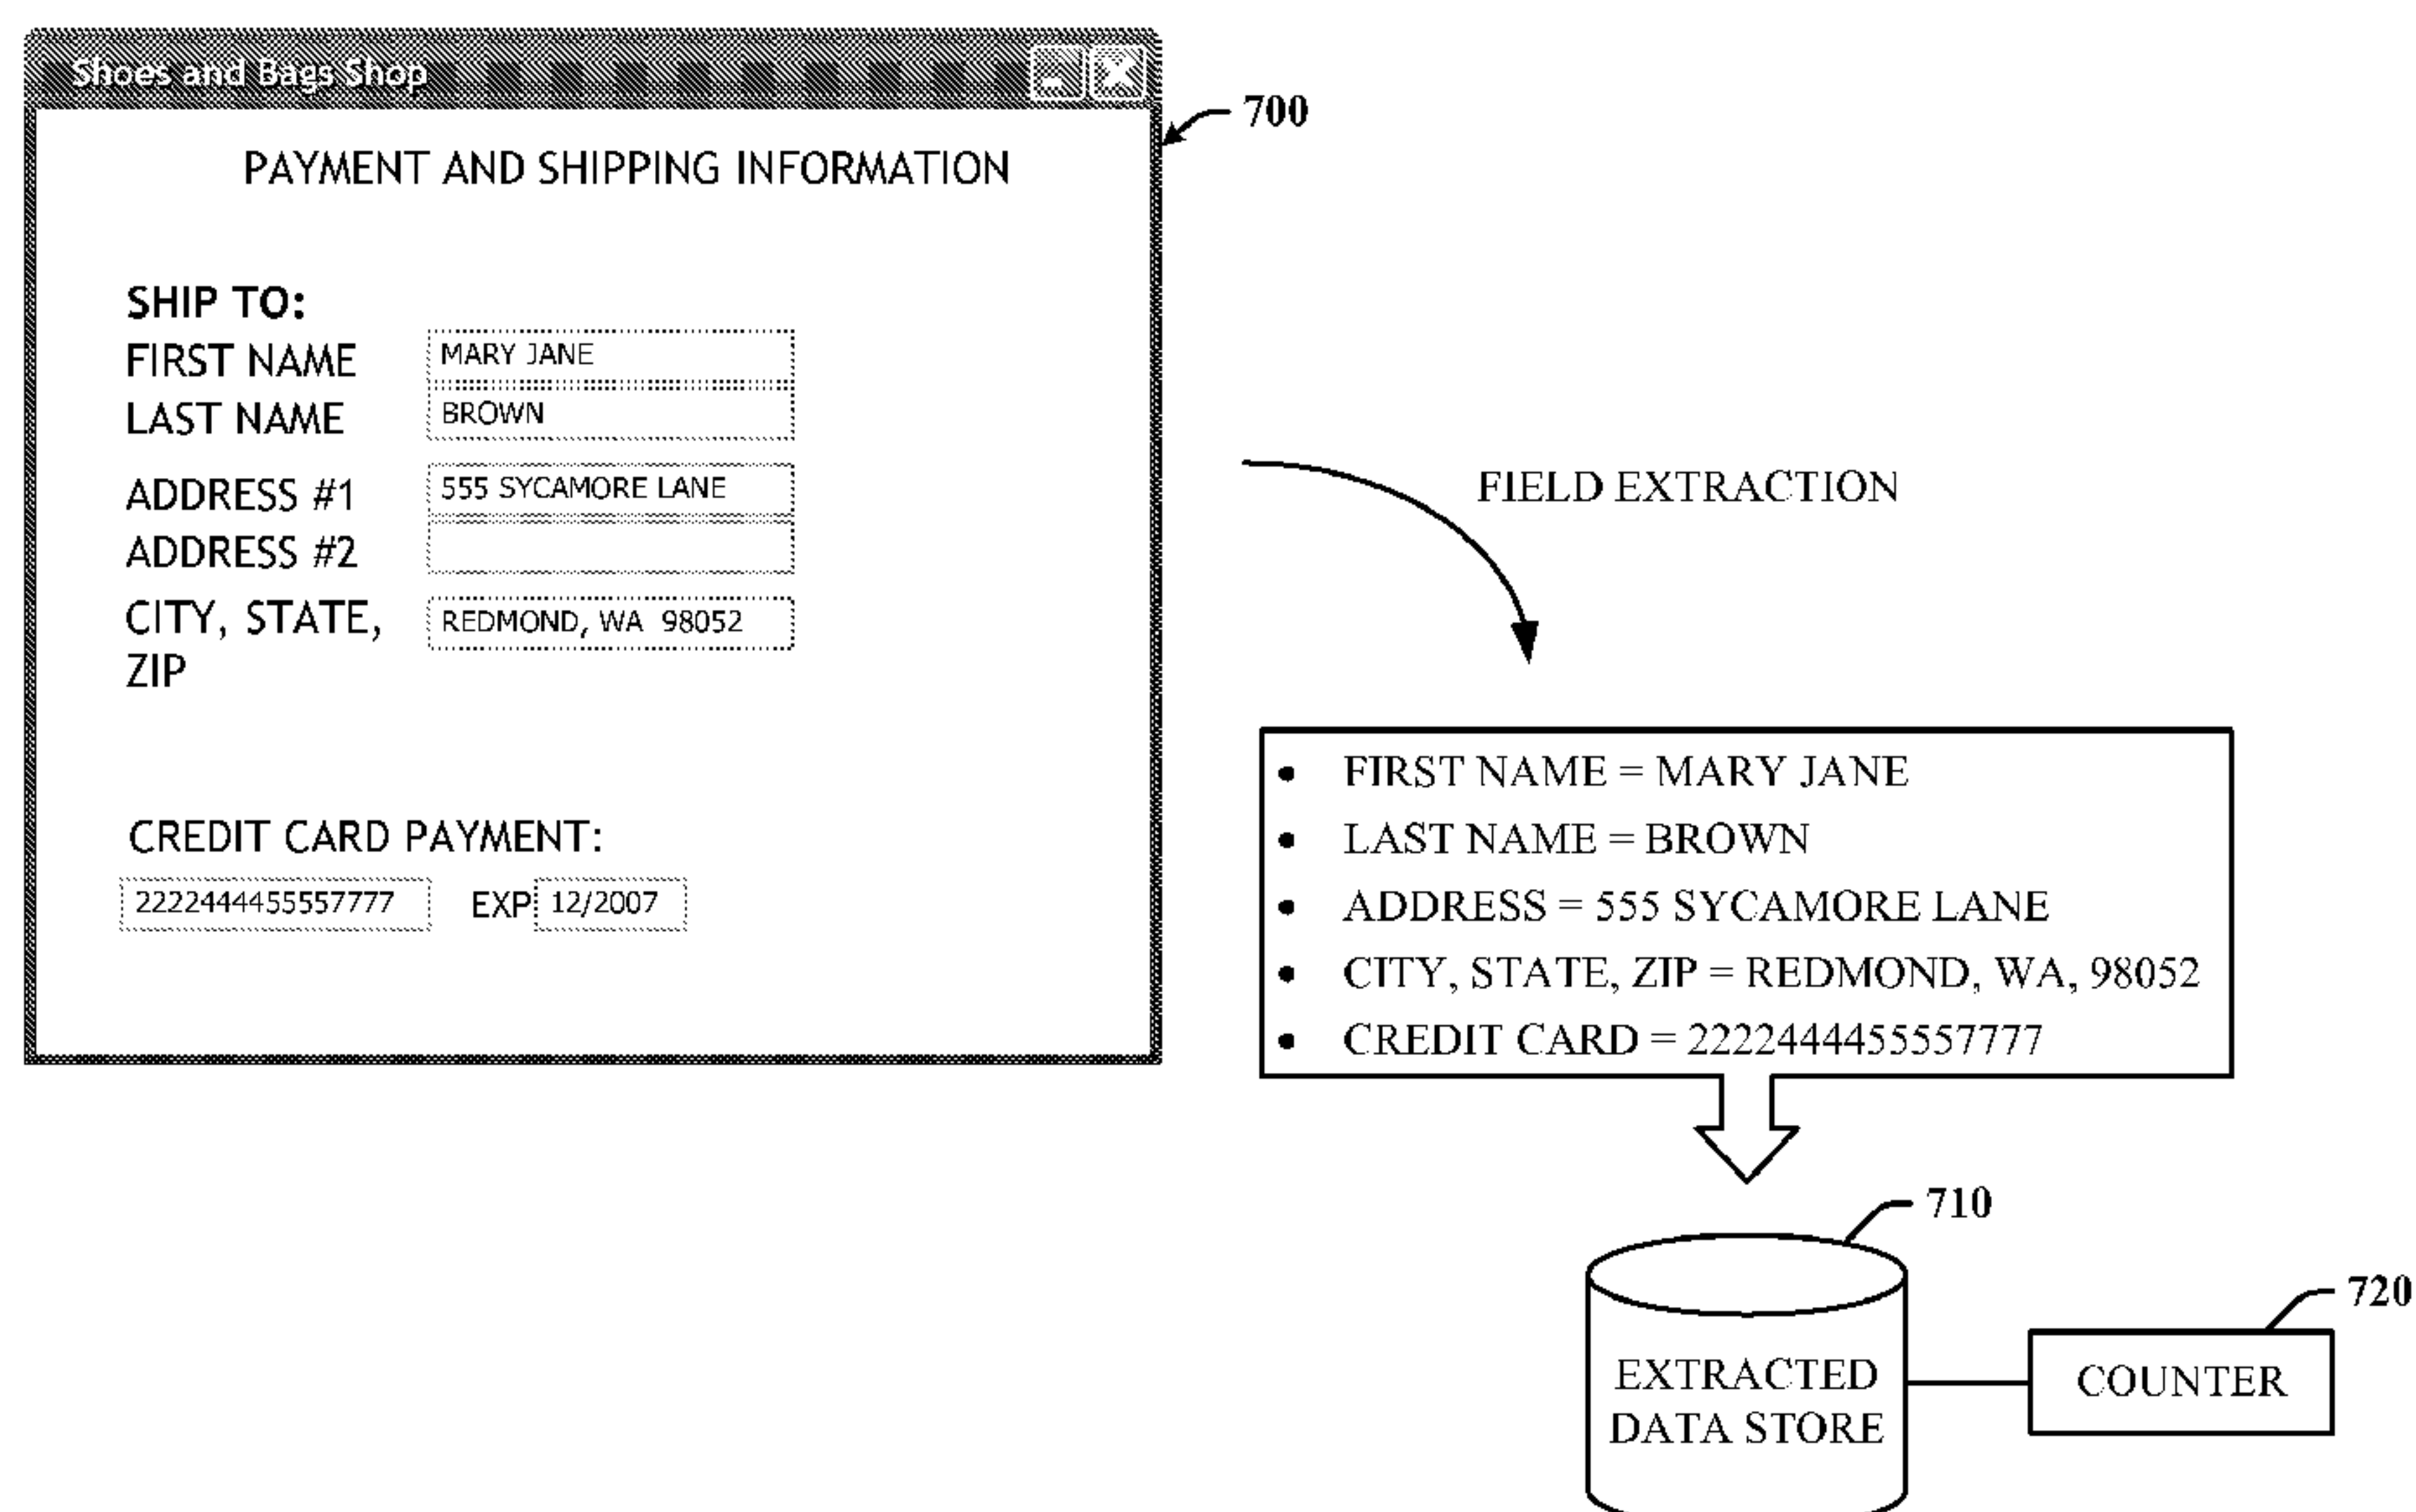 Shoes and Bags Shop
700
PAYMENT AND SHIPPING INFORMATION
SHIP TO:
FIRST NAME MARY JANE
LAST NAME BROWN
ADDRESS #1 555 SYCAMORE LANE
ADDRESS #2
CITY, STATE, REDMOND, WA 98052
ZIP
CREDIT CARD PAYMENT:
2222444455557777 EXP 12/2007
FIELD EXTRACTION
• FIRST NAME = MARY JANE
• LAST NAME = BROWN
• ADDRESS = 555 SYCAMORE LANE
• CITY, STATE, ZIP = REDMOND, WA, 98052
• CREDIT CARD = 2222444455557777
710
EXTRACTED
DATA STORE
720
COUNTER